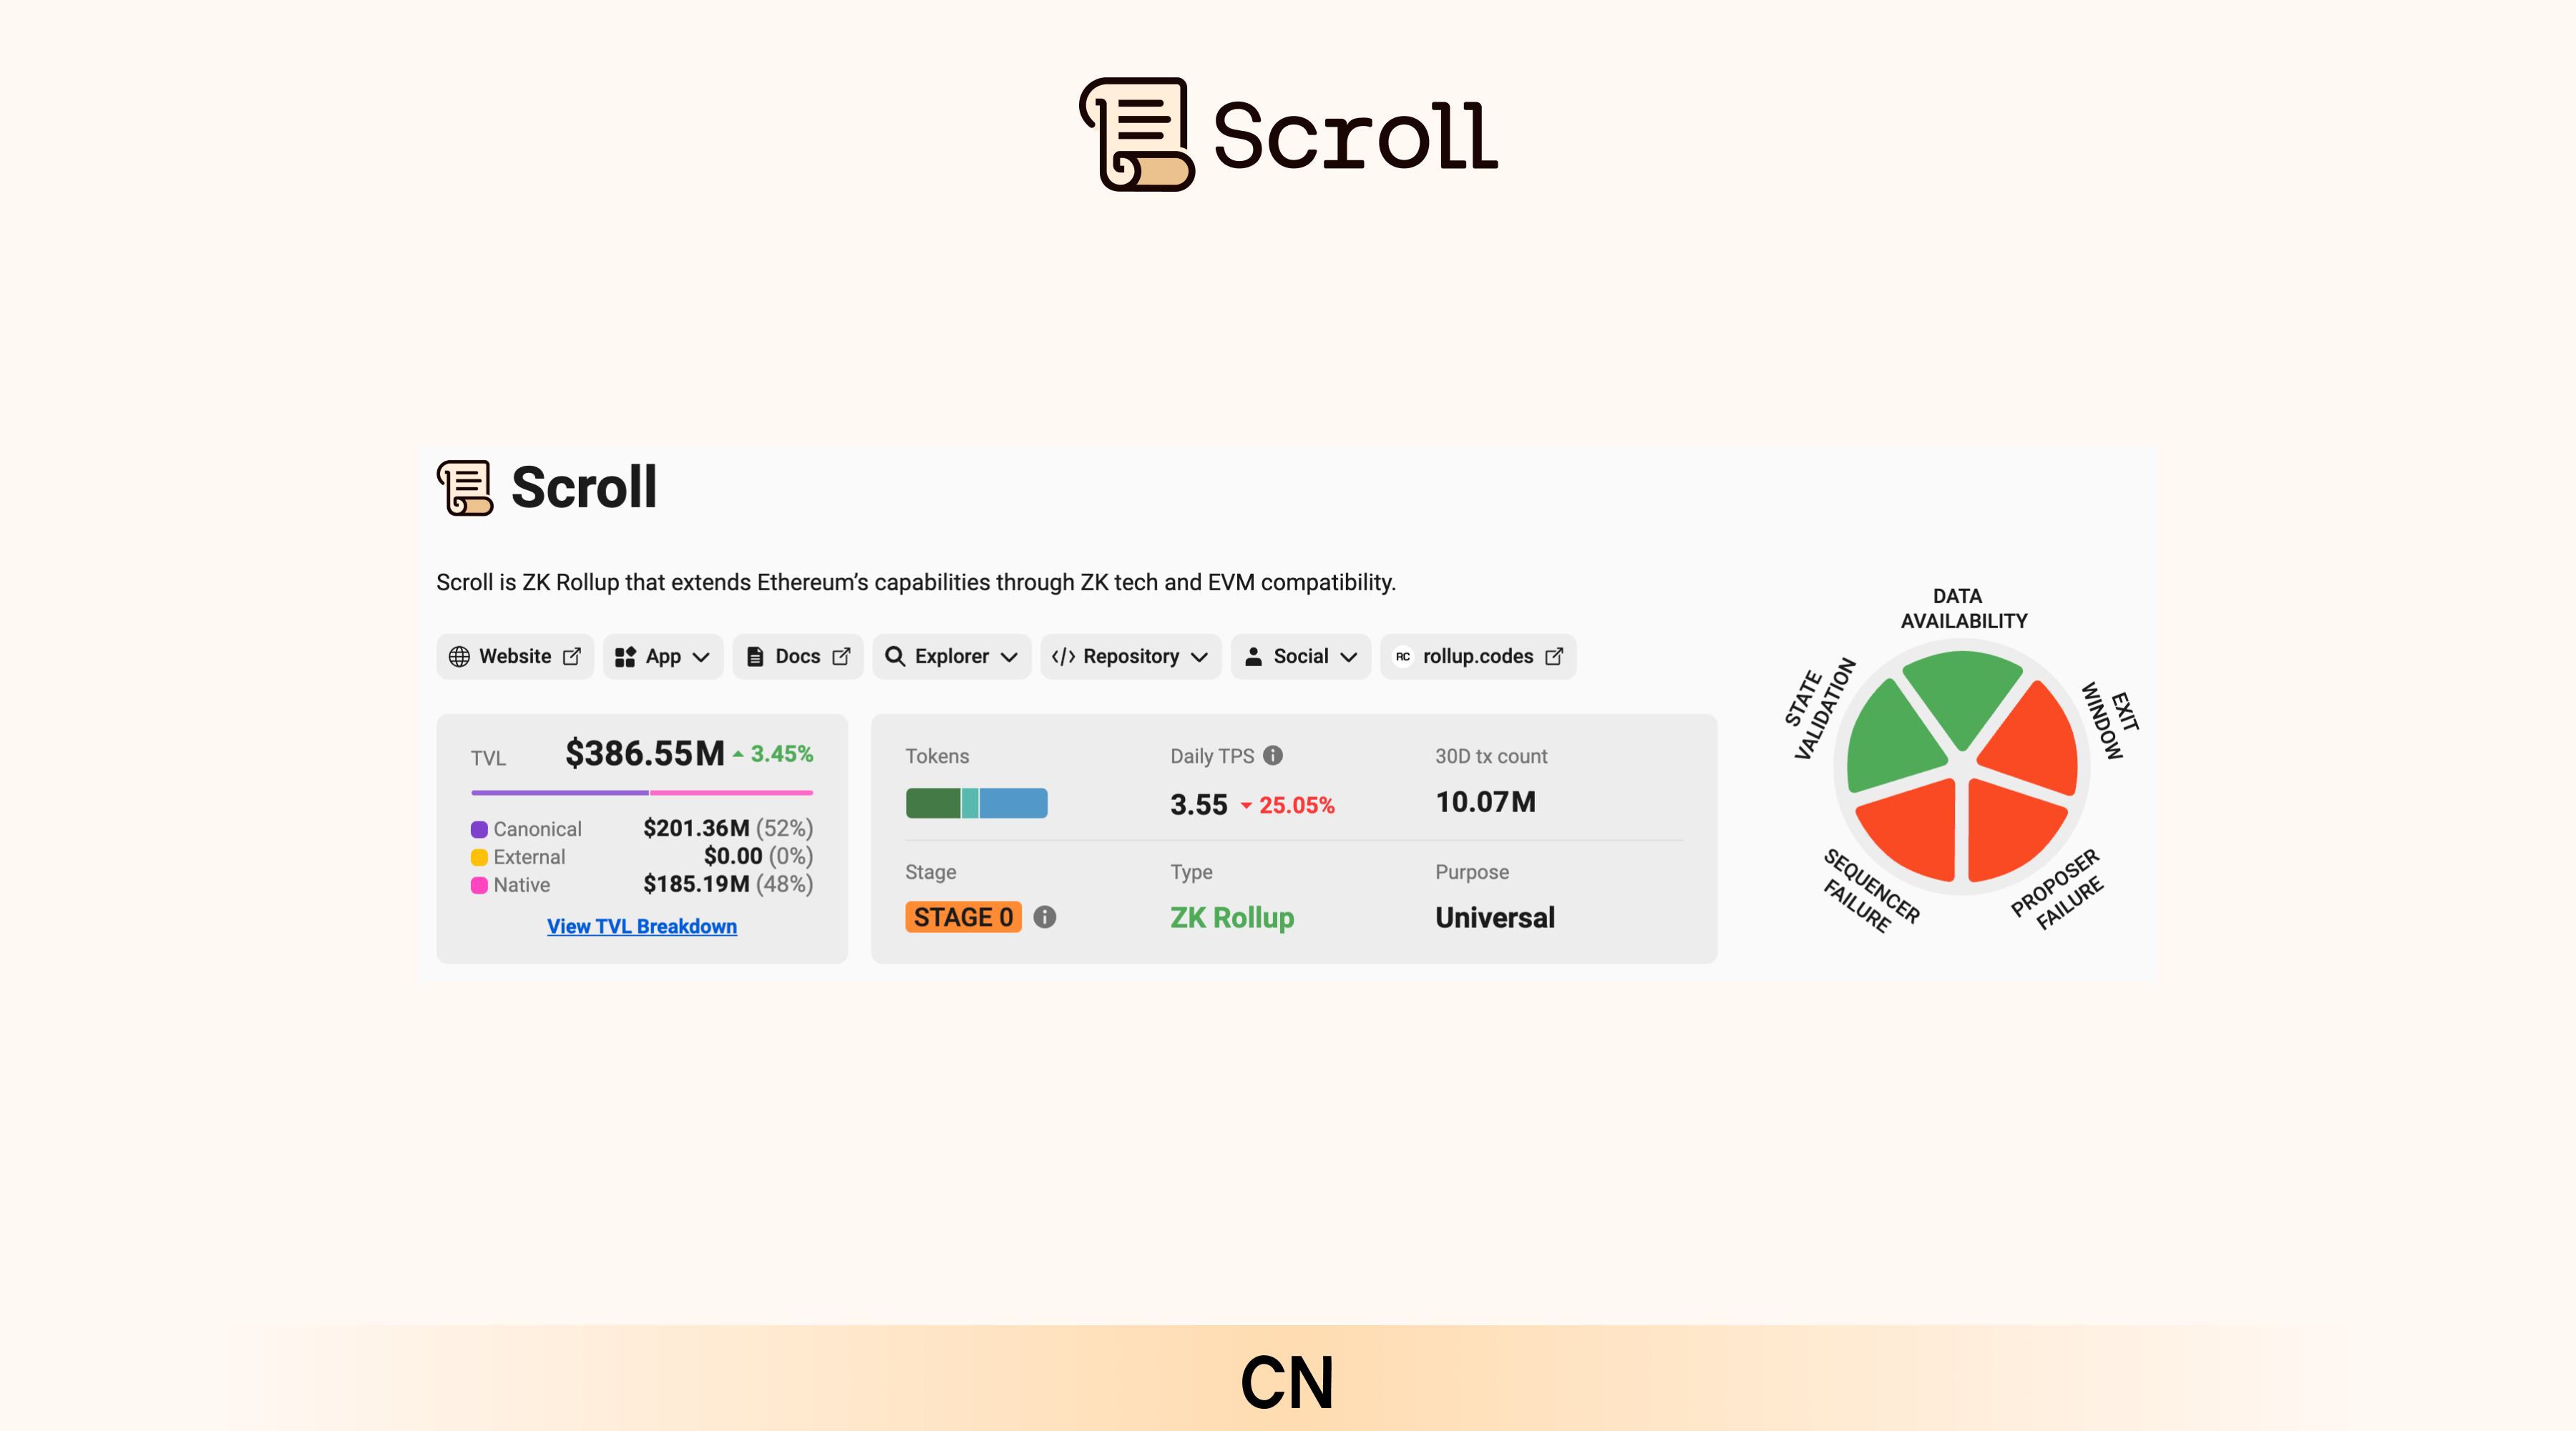 Scroll
Scroll
Scroll is ZK Rollup that extends Ethereum’s capabilities through ZK tech and EVM compatibility.
Website App Docs Explorer Repository Social RC rollup.codes
TVL $386.55M 3.45%
Canonical $201.36M (52%)
External $0.00 (0%)
Native $185.19M (48%)
View TVL Breakdown
Tokens Daily TPS 30D tx count
3.55 25.05% 10.07M
Stage Type Purpose
STAGE 0 ZK Rollup Universal
DATA
AVAILABILITY
STATE
VALIDATION
EXIT
WINDOW
SEQUENCER
FAILURE
PROPOSER
FAILURE
CN